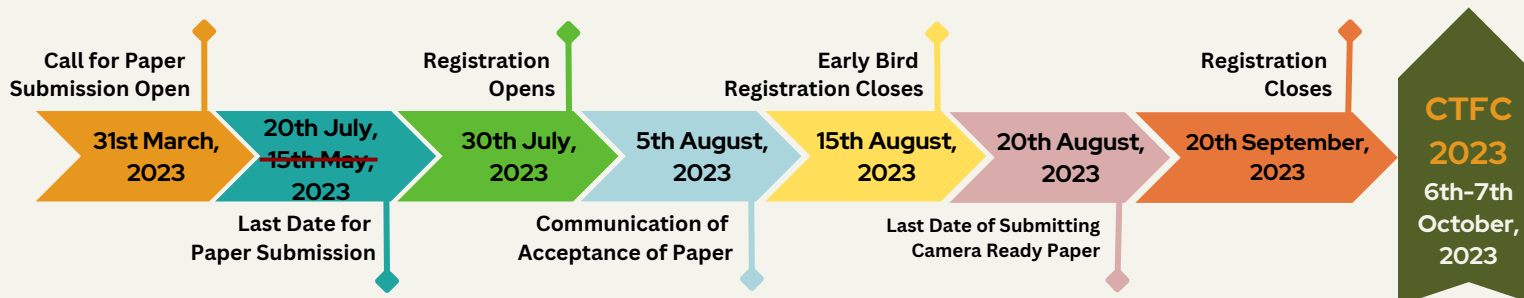 Call for Paper
Submission Open
31st March,
2023
20th July,
15th May,
2023
Last Date for
Paper Submission
Registration
Opens
30th July,
2023
5th August,
2023
Communication of
Acceptance of Paper
Early Bird
Registration Closes
15th August,
2023
20th August,
2023
Last Date of Submitting
Camera Ready Paper
Registration
Closes
20th September,
2023
CTFC
2023
6th-7th
October,
2023